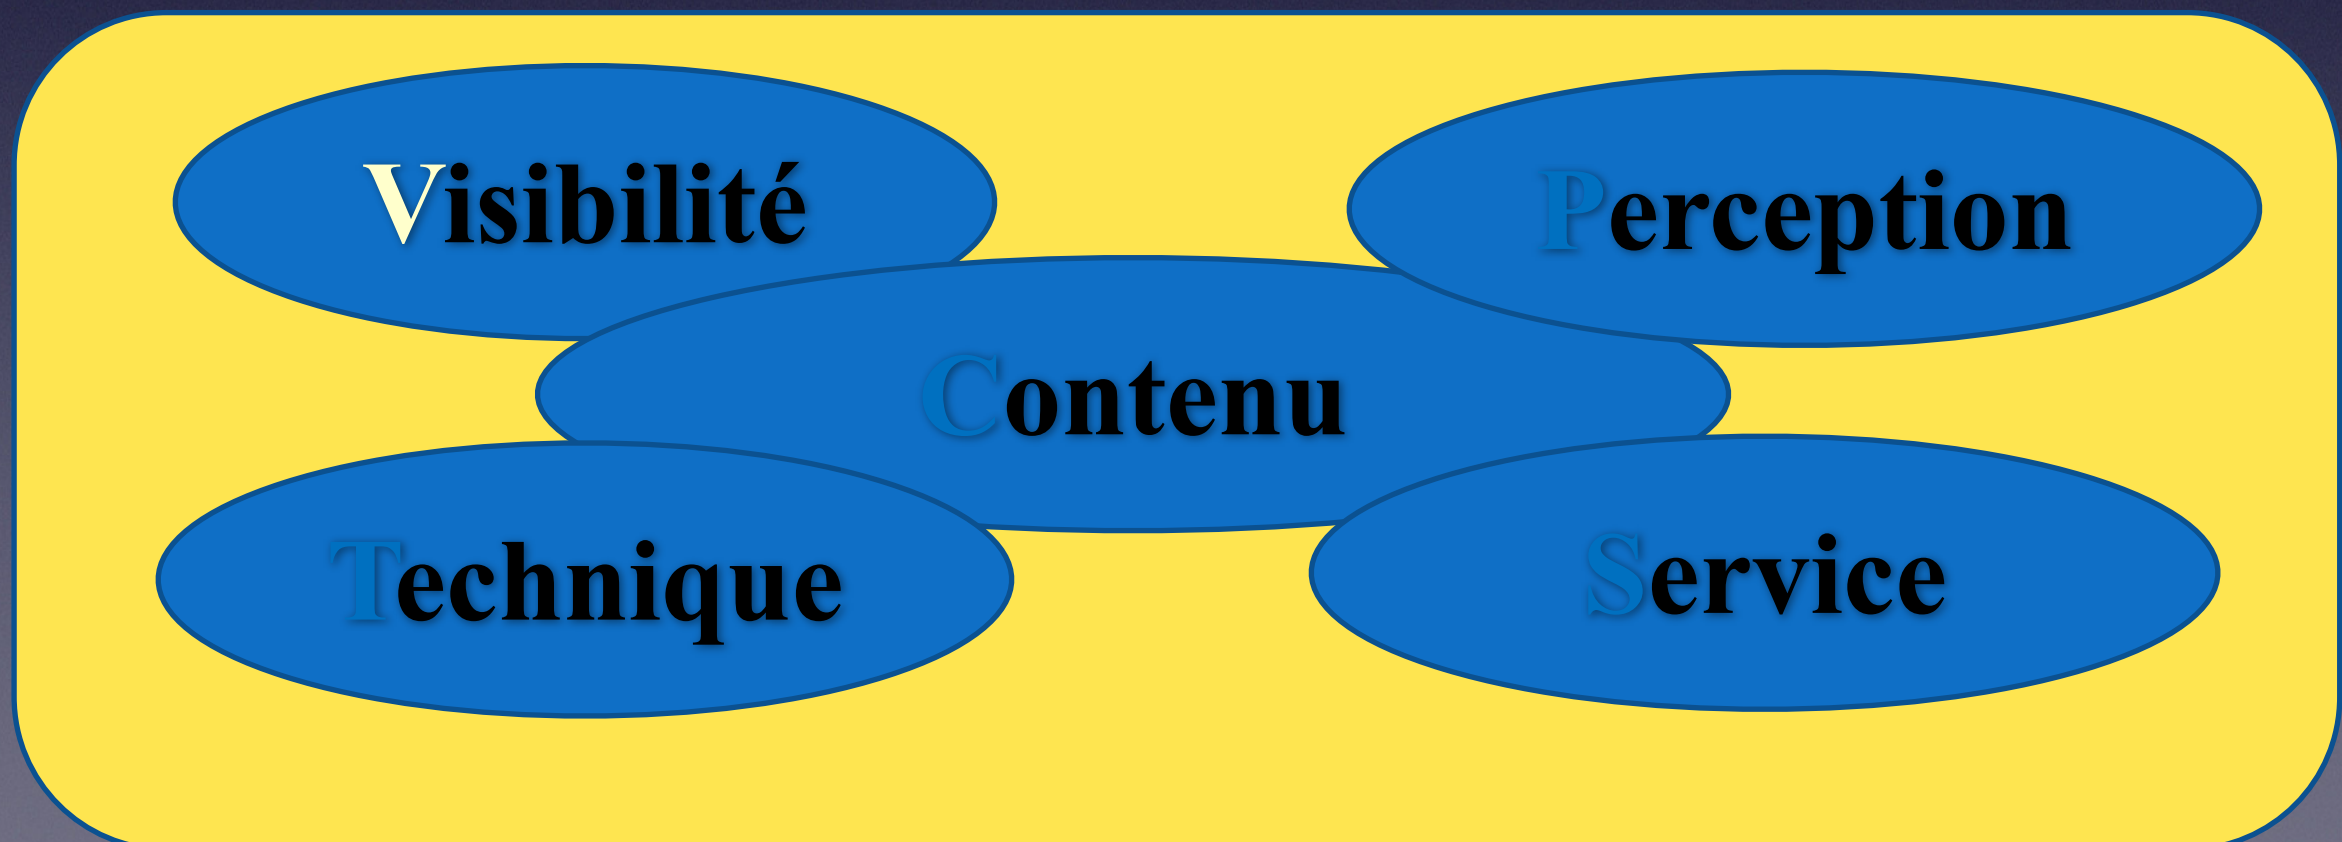 Visibilité
Perception
Contenu
Technique
Service